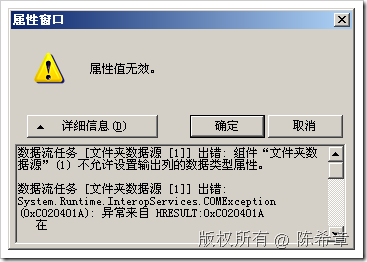 属性窗口
属性值无效。
详细信息(D)
确定
取消
数据流任务 [文件夹数据源 [1]] 出错: 组件“文件夹数
据源”(1) 不允许设置输出列的数据类型属性。
数据流任务 [文件夹数据源 [1]] 出错:
System.Runtime.InteropServices.COMException
(0xC020401A): 异常来自 HRESULT:0xC020401A
在
版权所有 @ 陈希章